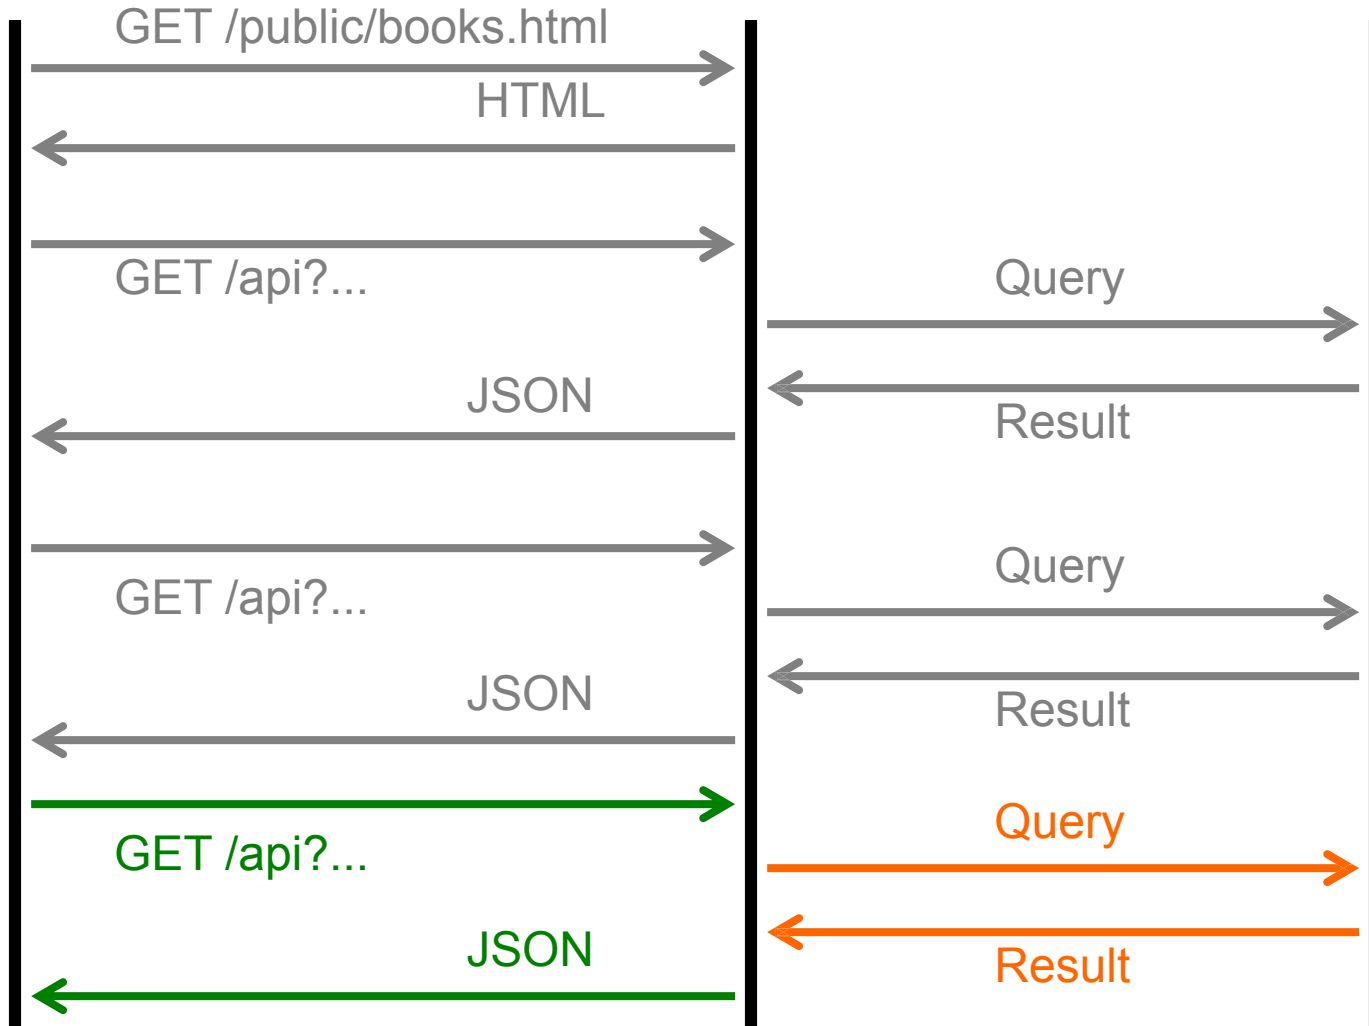 GET /public/books.html
HTML
GET /api?...
Query
JSON
Result
GET /api?...
Query
JSON
Result
GET /api?...
Query
JSON
Result